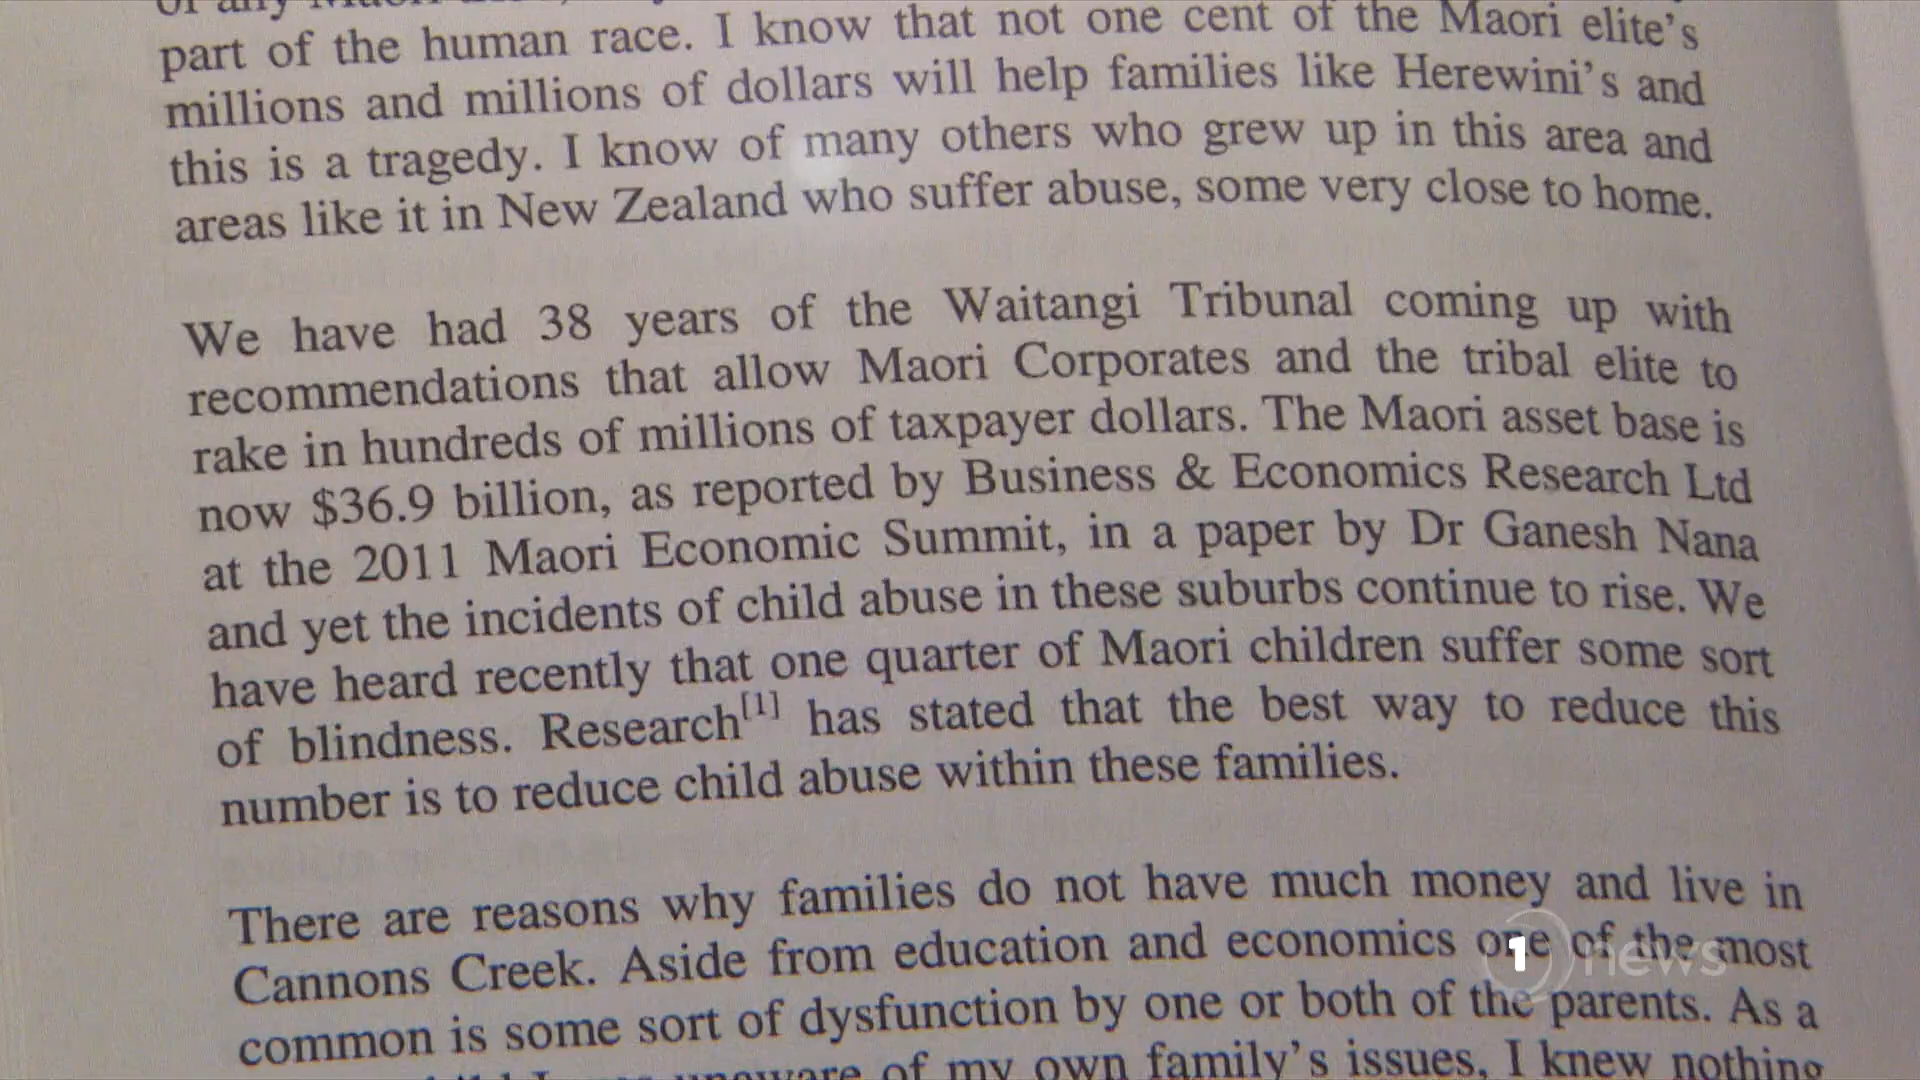 of any
part of the human race. I know that not one cent of the Maori elite's
millions and millions of dollars will help families like Herewini's and
this is a tragedy. I know of many others who grew up in this area and
areas like it in New Zealand who suffer abuse, some very close to home.
We have had 38 years of the Waitangi Tribunal coming up with
recommendations that allow Maori Corporates and the tribal elite to
rake in hundreds of millions of taxpayer dollars. The Maori asset base is
now $36.9 billion, as reported by Business & Economics Research Ltd
at the 2011 Maori Economic Summit, in a paper by Dr Ganesh Nana
and yet the incidents of child abuse in these suburbs continue to rise. We
have heard recently that one quarter of Maori children suffer some sort
of blindness. Research[1] has stated that the best way to reduce this
number is to reduce child abuse within these families.
There are reasons why families do not have much money and live in
Cannons Creek. Aside from education and economics one of the most
common is some sort of dysfunction by one or both of the parents. As a
unaware of my own family's issues, I knew nothing
1 news